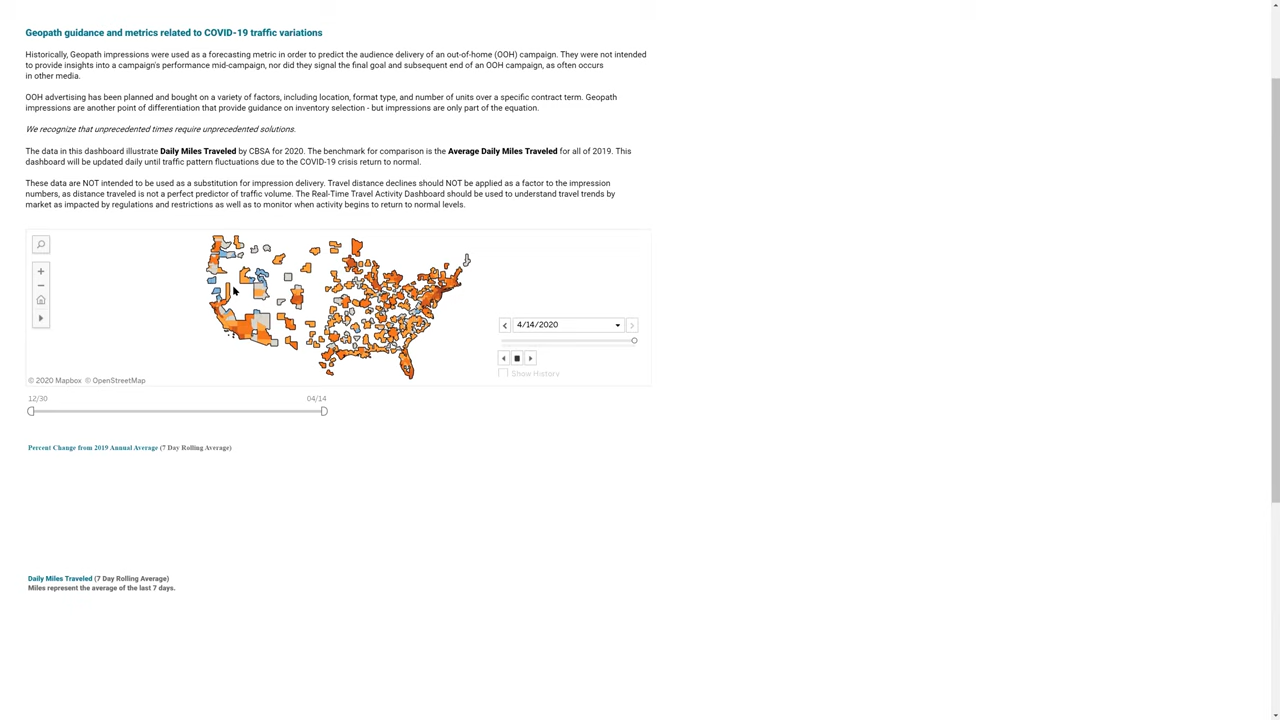 Geopath guidance and metrics related to COVID-19 traffic variations
Historically, Geopath impressions were used as a forecasting metric in order to predict the audience delivery of an out-of-home (OOH) campaign. They were not intended
to provide insights into a campaign's performance mid-campaign, nor did they signal the final goal and subsequent end of an OOH campaign, as often occurs
in other media.
OOH advertising has been planned and bought on a variety of factors, including location, format type, and number of units over a specific contract term. Geopath
impressions are another point of differentiation that provide guidance on inventory selection - but impressions are only part of the equation.
We recognize that unprecedented times require unprecedented solutions.
The data in this dashboard illustrate Daily Miles Traveled by CBSA for 2020. The benchmark for comparison is the Average Daily Miles Traveled for all of 2019. This
dashboard will be updated daily until traffic pattern fluctuations due to the COVID-19 crisis return to normal.
These data are NOT intended to be used as a substitution for impression delivery. Travel distance declines should NOT be applied as a factor to the impression
numbers, as distance traveled is not a perfect predictor of traffic volume. The Real-Time Travel Activity Dashboard should be used to understand travel trends by
market as impacted by regulations and restrictions as well as to monitor when activity begins to return to normal levels.
4/14/2020
Show History
© 2020 Mapbox © OpenStreetMap
12/30 04/14
Percent Change from 2019 Annual Average (7 Day Rolling Average)
Daily Miles Traveled (7 Day Rolling Average)
Miles represent the average of the last 7 days.